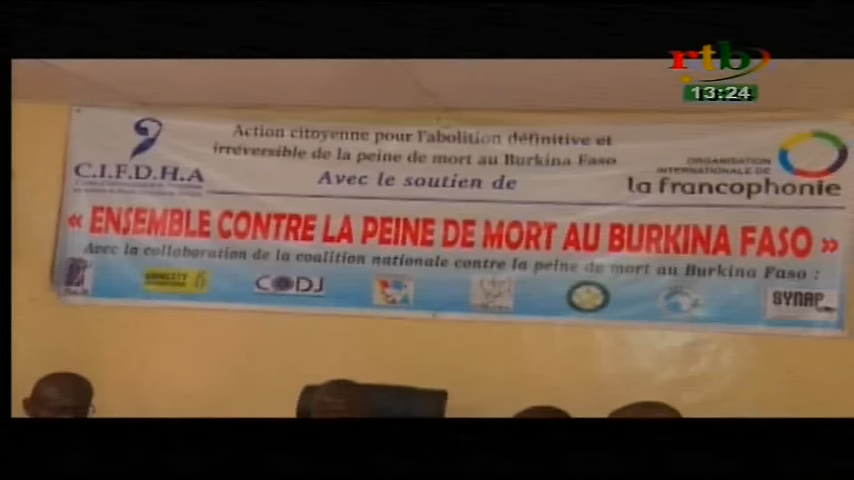 rtb
13:24
Action citoyenne pour l'abolition définitive et
irréversible de la peine de mort au Burkina Faso
C.I.F.D.H.A
Avec le soutien de
ORGANISATION
INTERNATIONALE DE
la francophonie
« ENSEMBLE CONTRE LA PEINE DE MORT AU BURKINA FASO »
Avec la collaboration de la coalition nationale contre la peine de mort au Burkina Faso :
AMNESTY
CODJ
SYNAP